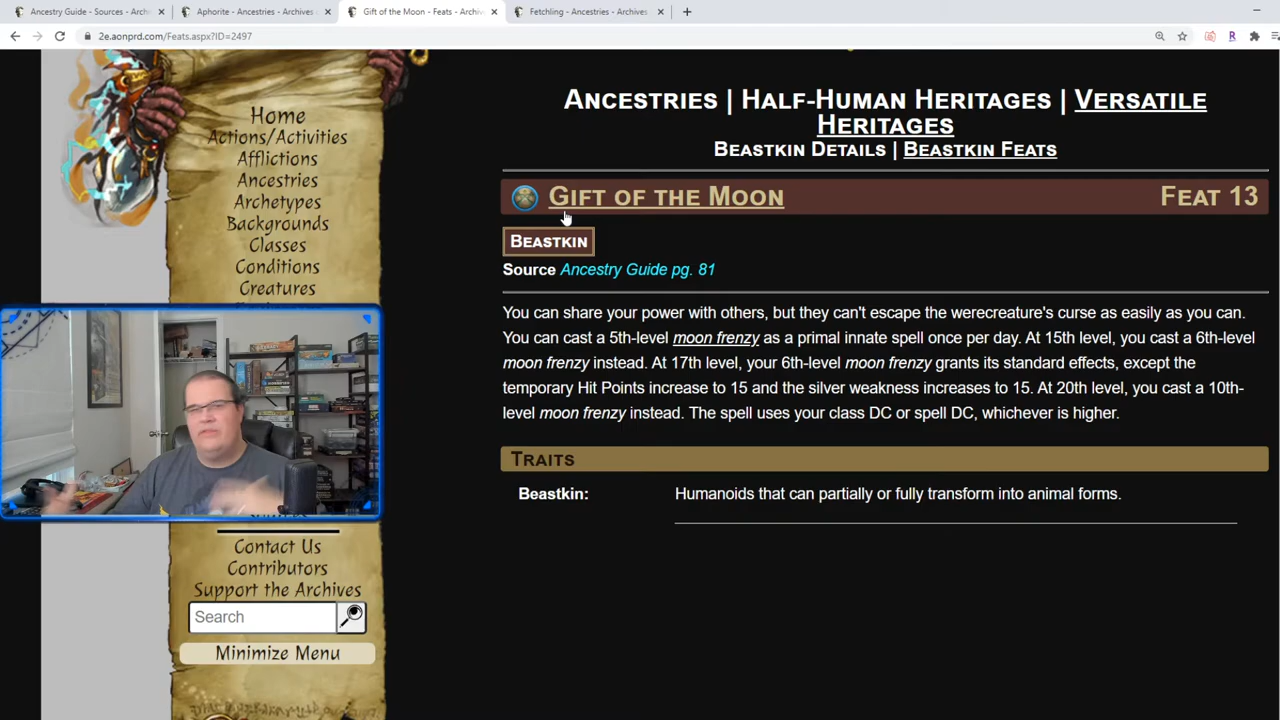 Ancestry Guide - Sources - Arch
Aphorite - Ancestries - Archives
Gift of the Moon - Feats - Archiv
Fetchling - Ancestries - Archives
2e.aonprd.com/Feats.aspx?ID=2497
Home
Actions/Activities
Afflictions
Ancestries
Archetypes
Backgrounds
Classes
Conditions
Creatures
Contact Us
Contributors
Support the Archives
Search
Minimize Menu
Ancestries | Half-Human Heritages | Versatile
Heritages
Beastkin Details | Beastkin Feats
Gift of the Moon Feat 13
Beastkin
Source Ancestry Guide pg. 81
You can share your power with others, but they can't escape the werecreature's curse as easily as you can.
You can cast a 5th-level moon frenzy as a primal innate spell once per day. At 15th level, you cast a 6th-level
moon frenzy instead. At 17th level, your 6th-level moon frenzy grants its standard effects, except the
temporary Hit Points increase to 15 and the silver weakness increases to 15. At 20th level, you cast a 10th-
level moon frenzy instead. The spell uses your class DC or spell DC, whichever is higher.
Traits
Beastkin: Humanoids that can partially or fully transform into animal forms.